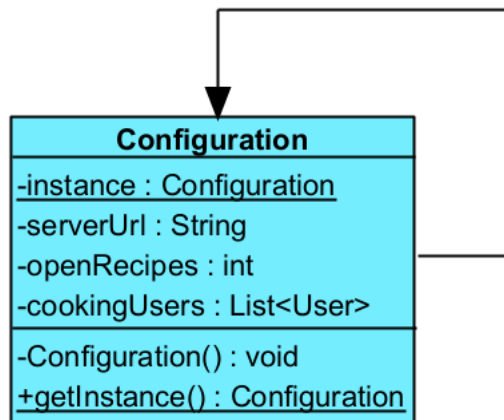 Configuration
-instance : Configuration
-serverUrl : String
-openRecipes : int
-cookingUsers : List<User>
-Configuration() : void
+getInstance() : Configuration